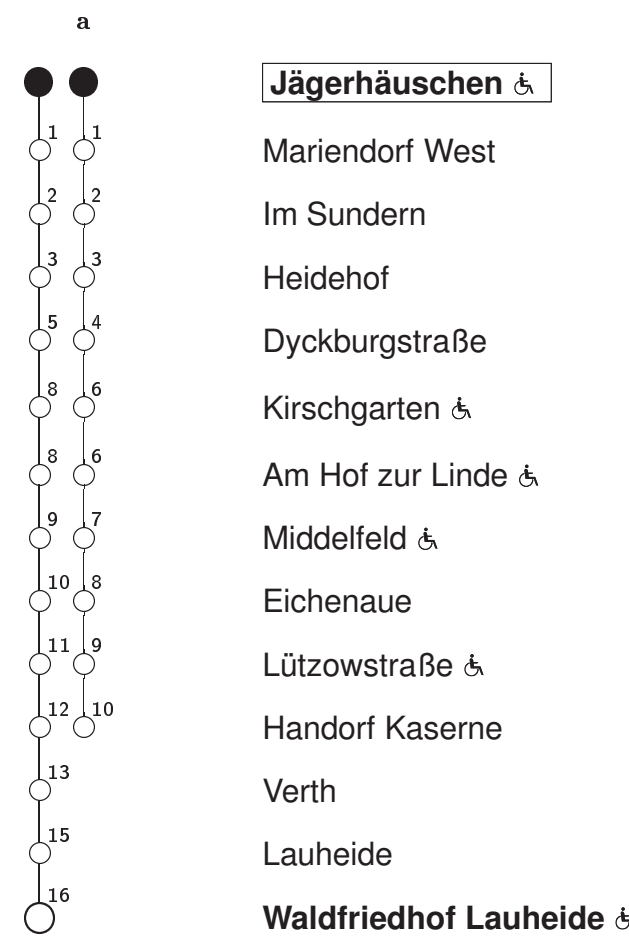 a
Jägerhäuschen
1 1 Mariendorf West
2 2 Im Sundern
3 3 Heidehof
5 4 Dyckburgstraße
8 6 Kirschgarten
8 6 Am Hof zur Linde
9 7 Middelfeld
10 8 Eichenaue
11 9 Lützowstraße
12 10 Handorf Kaserne
13 Verth
15 Lauheide
16 Waldfriedhof Lauheide